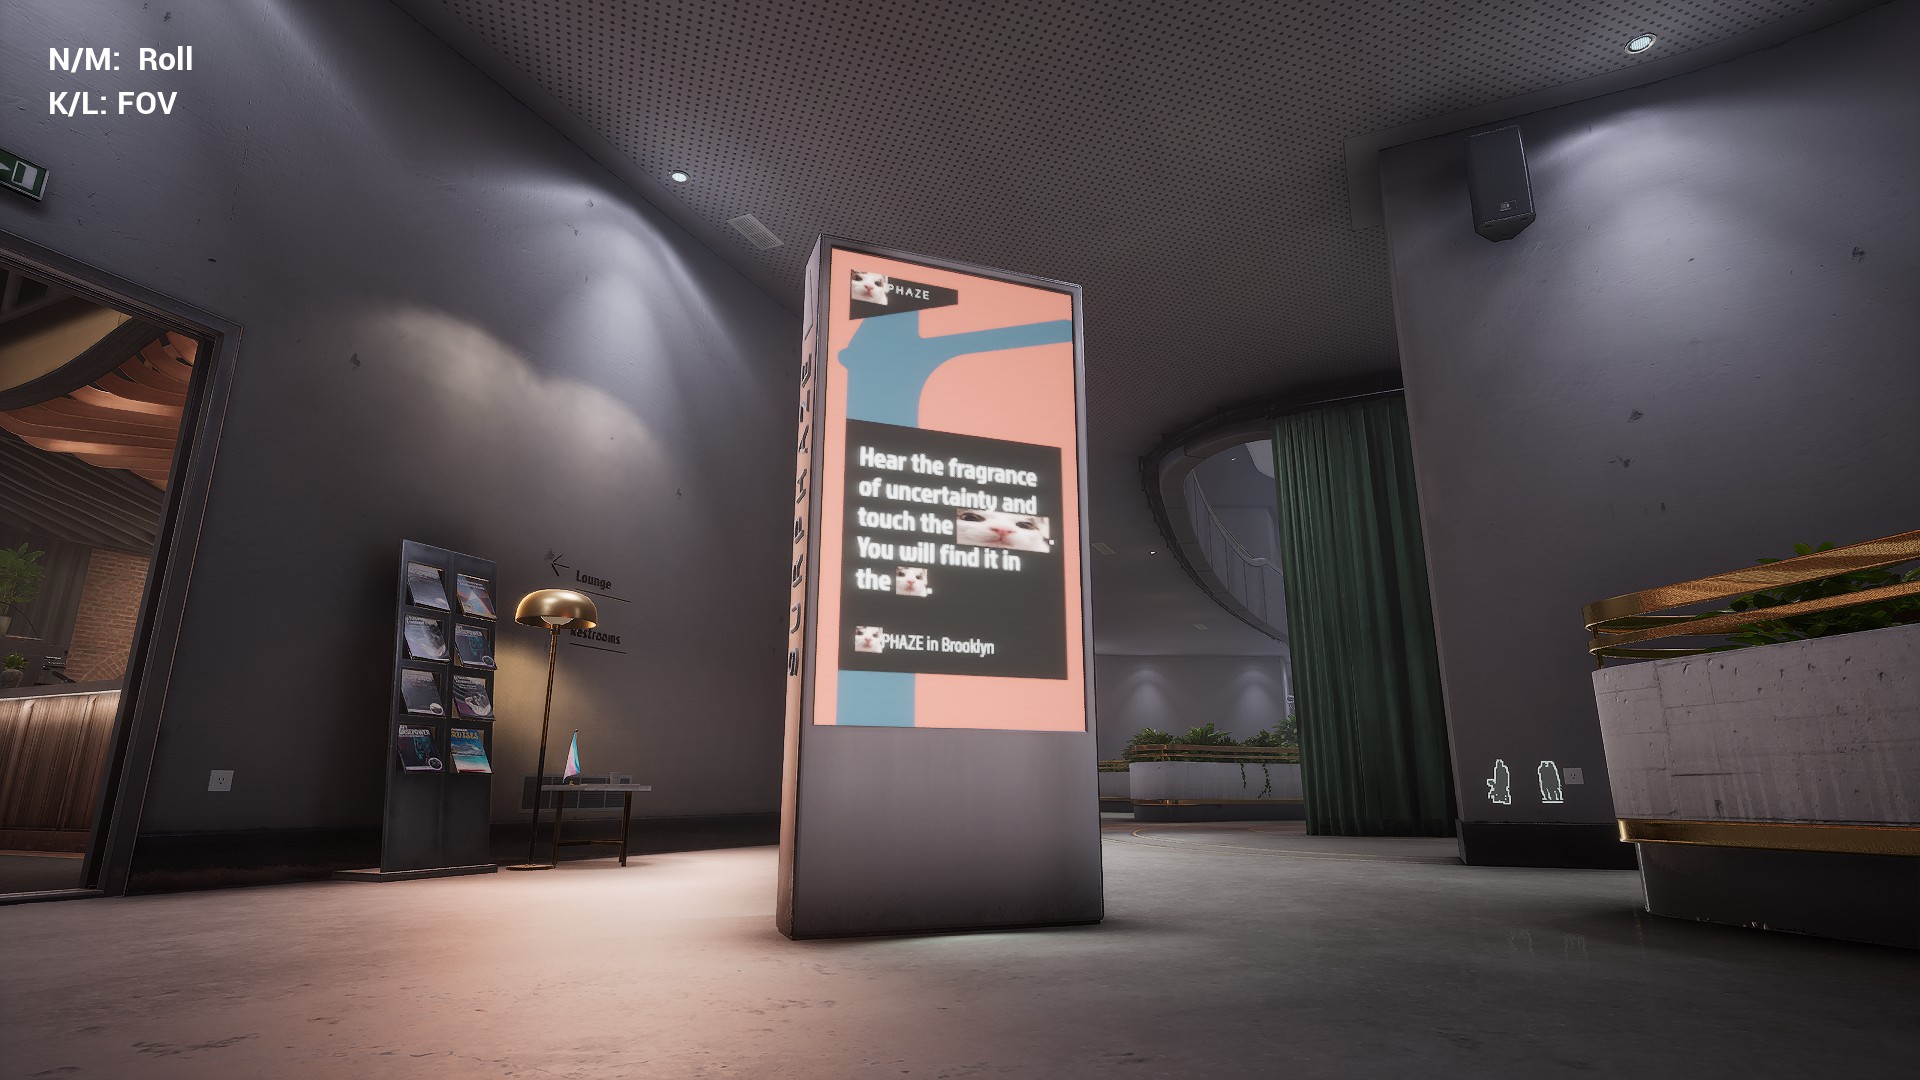 N/M: Roll
K/L: FOV
PHAZE
Hear the fragrance
of uncertainty and
touch the
.
You will find it in
the
.
PHAZE in Brooklyn
Lounge
Restrooms